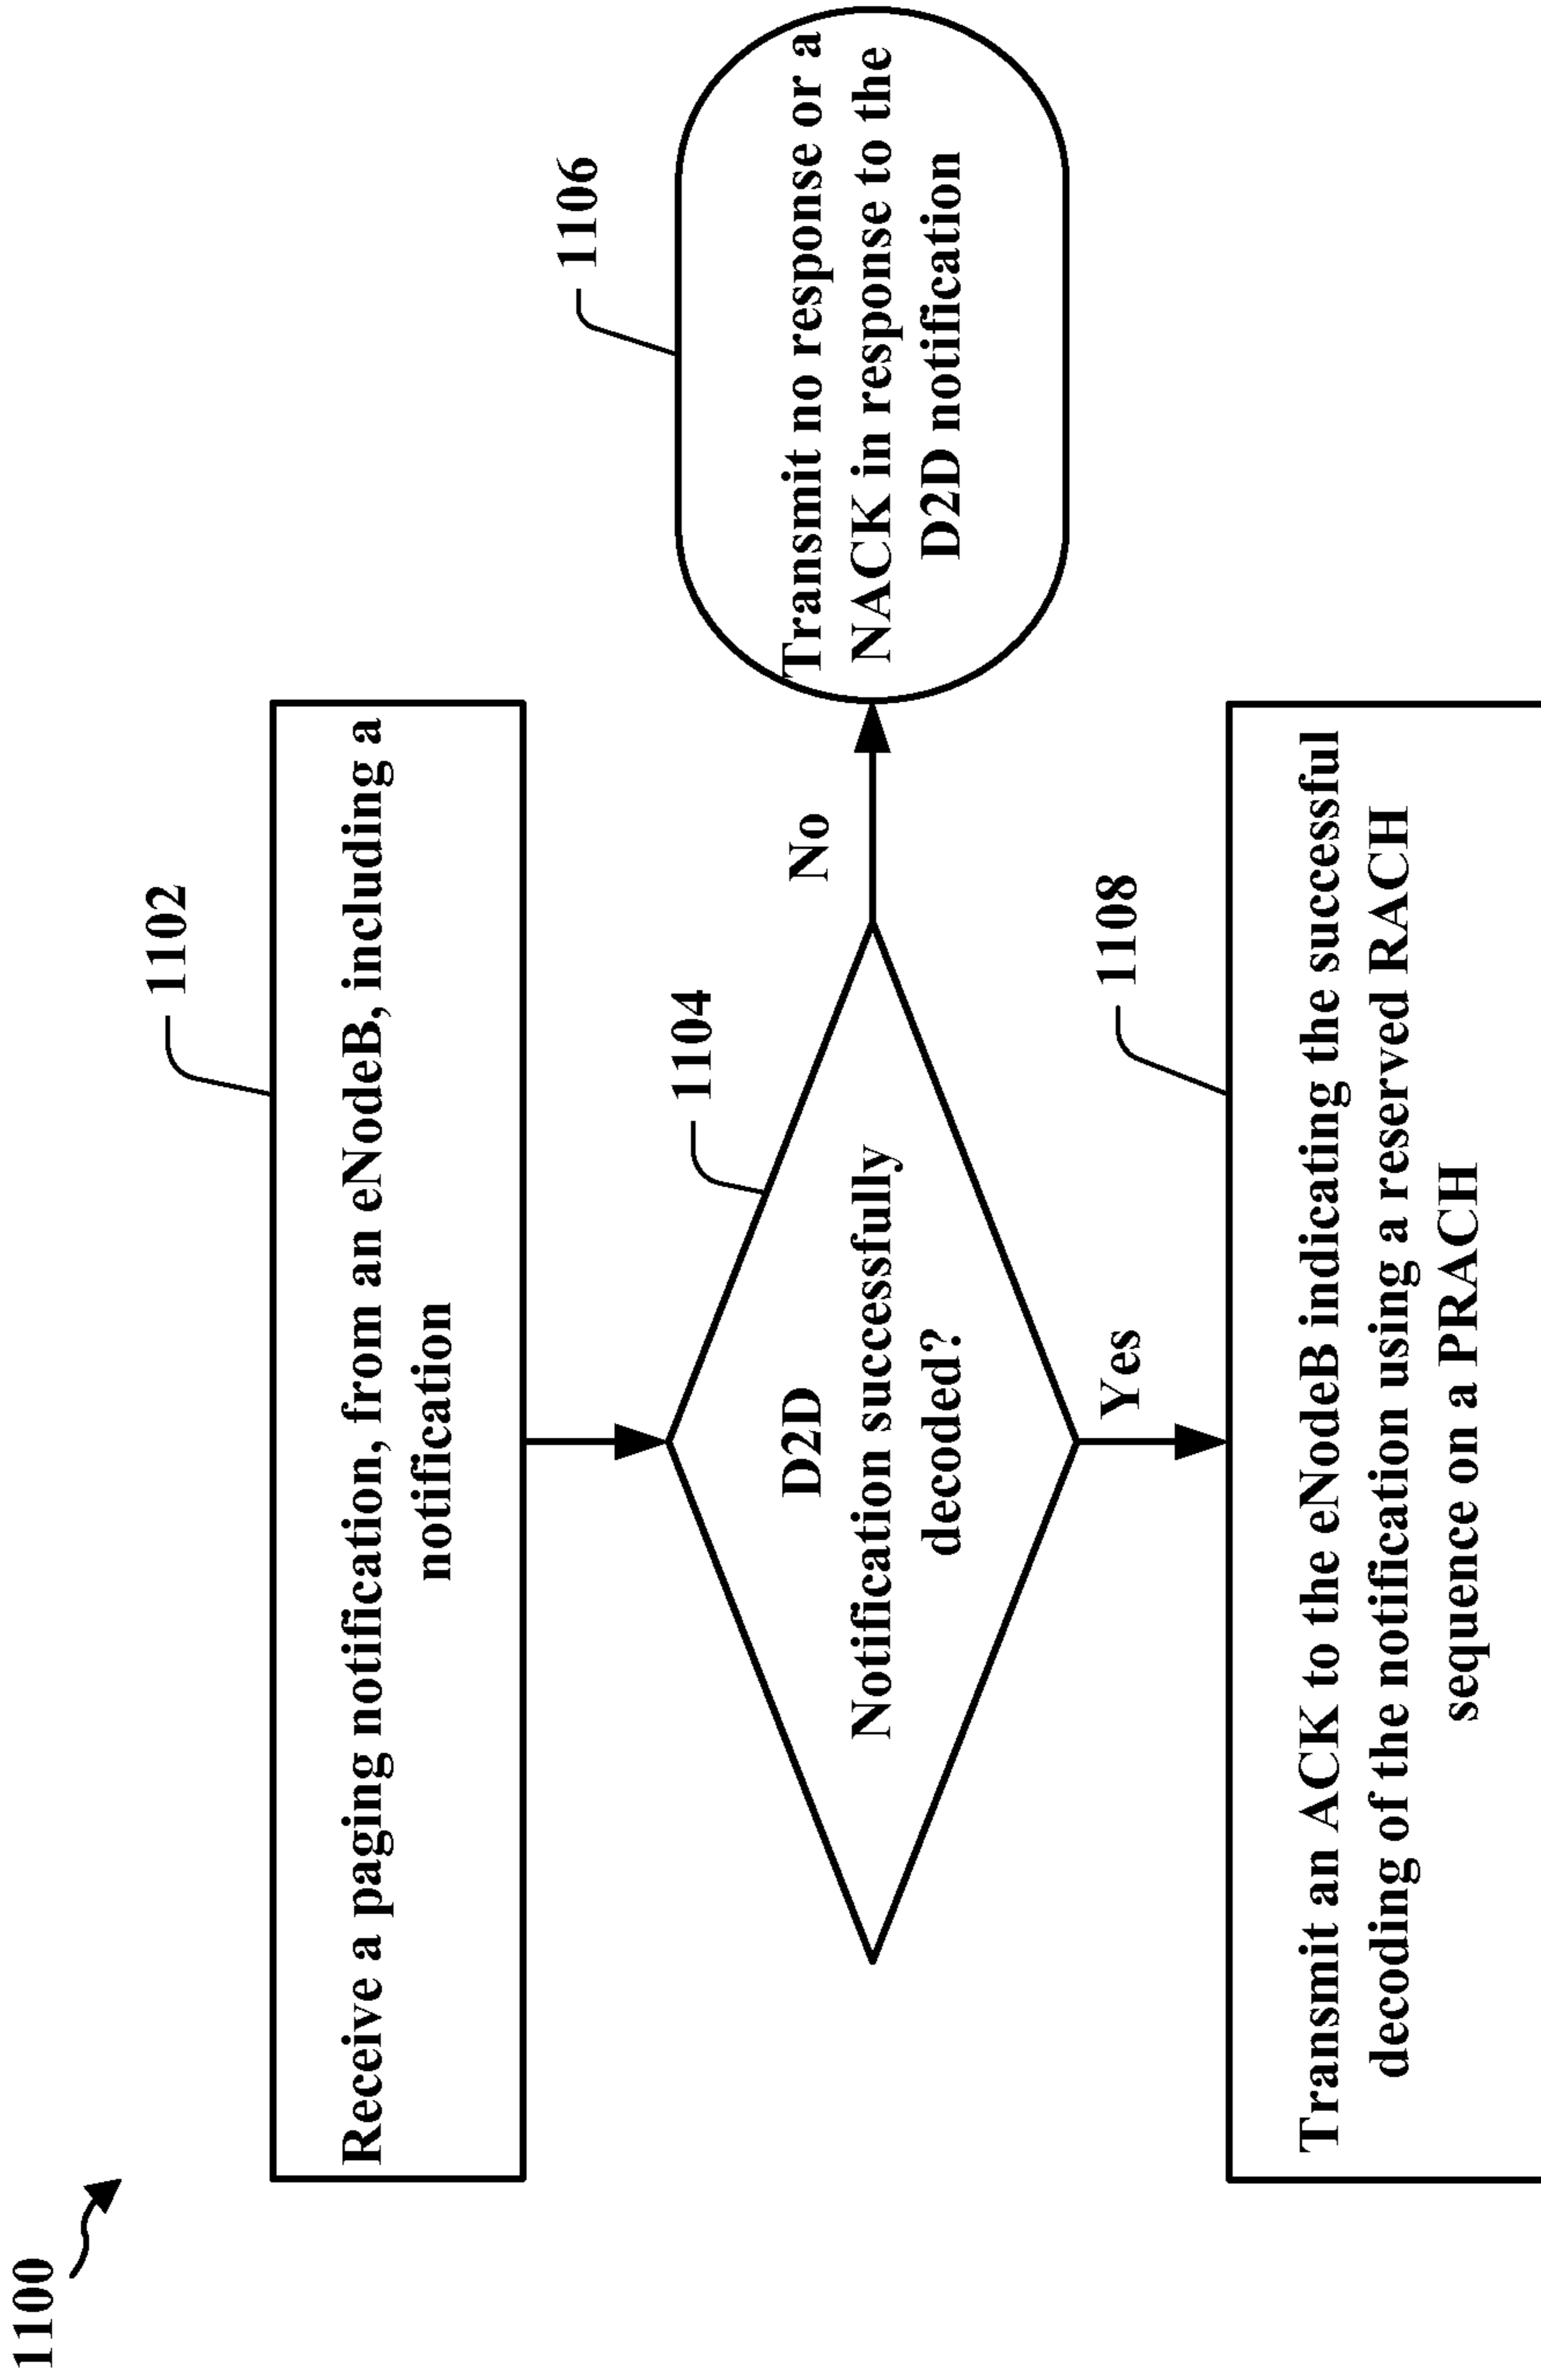 1100
1102
Receive a paging notification, from an eNodeB, including a
notification
1104
D2D
Notification successfully
decoded?
No
1106
Transmit no response or a
NACK in response to the
D2D notification
Yes
1108
Transmit an ACK to the eNodeB indicating the successful
decoding of the notification using a reserved RACH
sequence on a PRACH